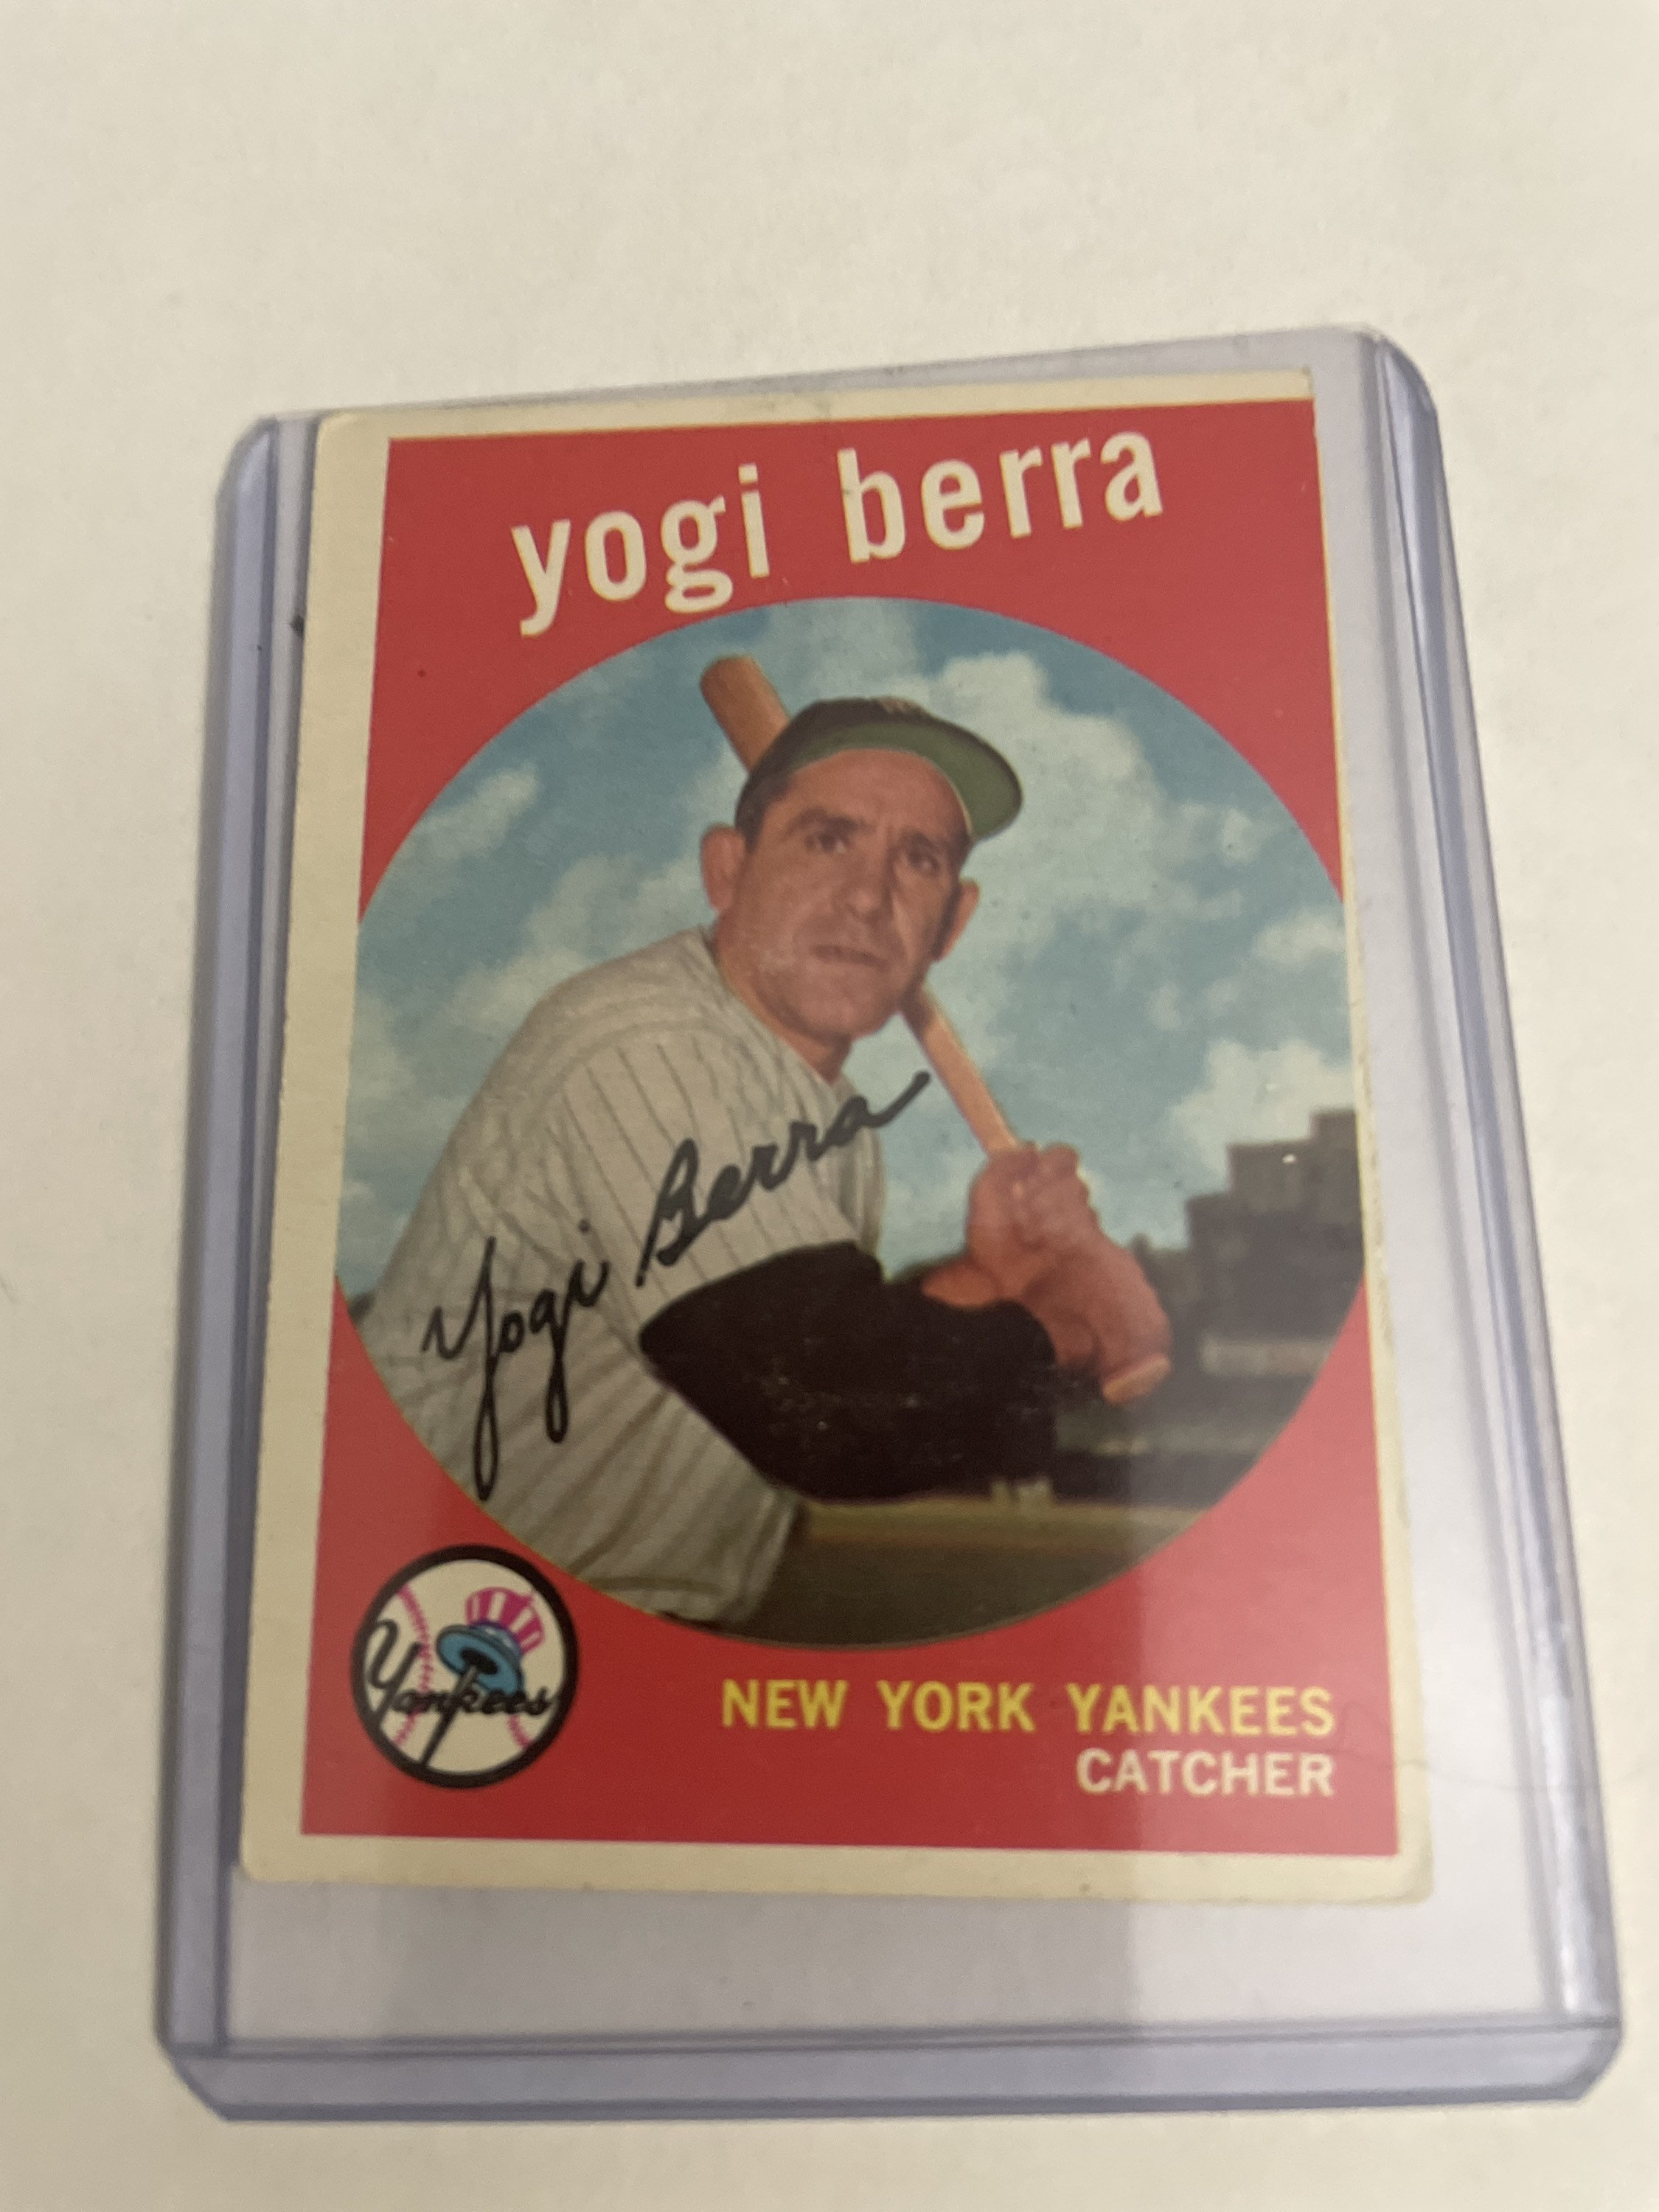 yogi berra
Yogi Berra
Yankees
NEW YORK YANKEES
CATCHER